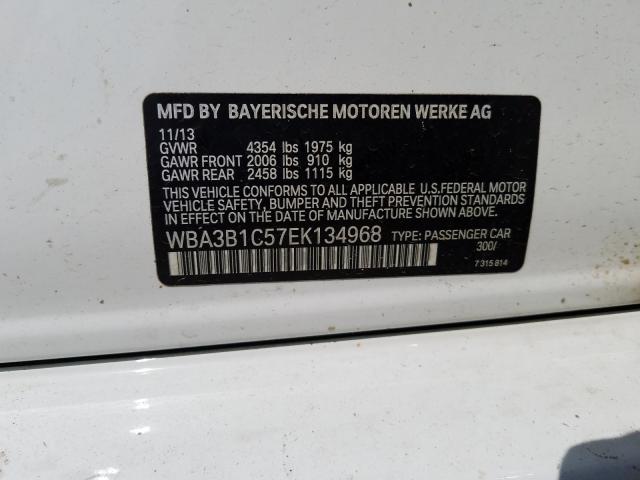 MFD BY BAYERISCHE MOTOREN WERKE AG
11/13
GVWR 4354 lbs 1975 kg
GAWR FRONT 2006 lbs 910 kg
GAWR REAR 2458 lbs 1115 kg
THIS VEHICLE CONFORMS TO ALL APPLICABLE U.S.FEDERAL MOTOR
VEHICLE SAFETY, BUMPER AND THEFT PREVENTION STANDARDS
IN EFFECT ON THE DATE OF MANUFACTURE SHOWN ABOVE.
WBA3B1C57EK134968 TYPE: PASSENGER CAR
300/
7315814